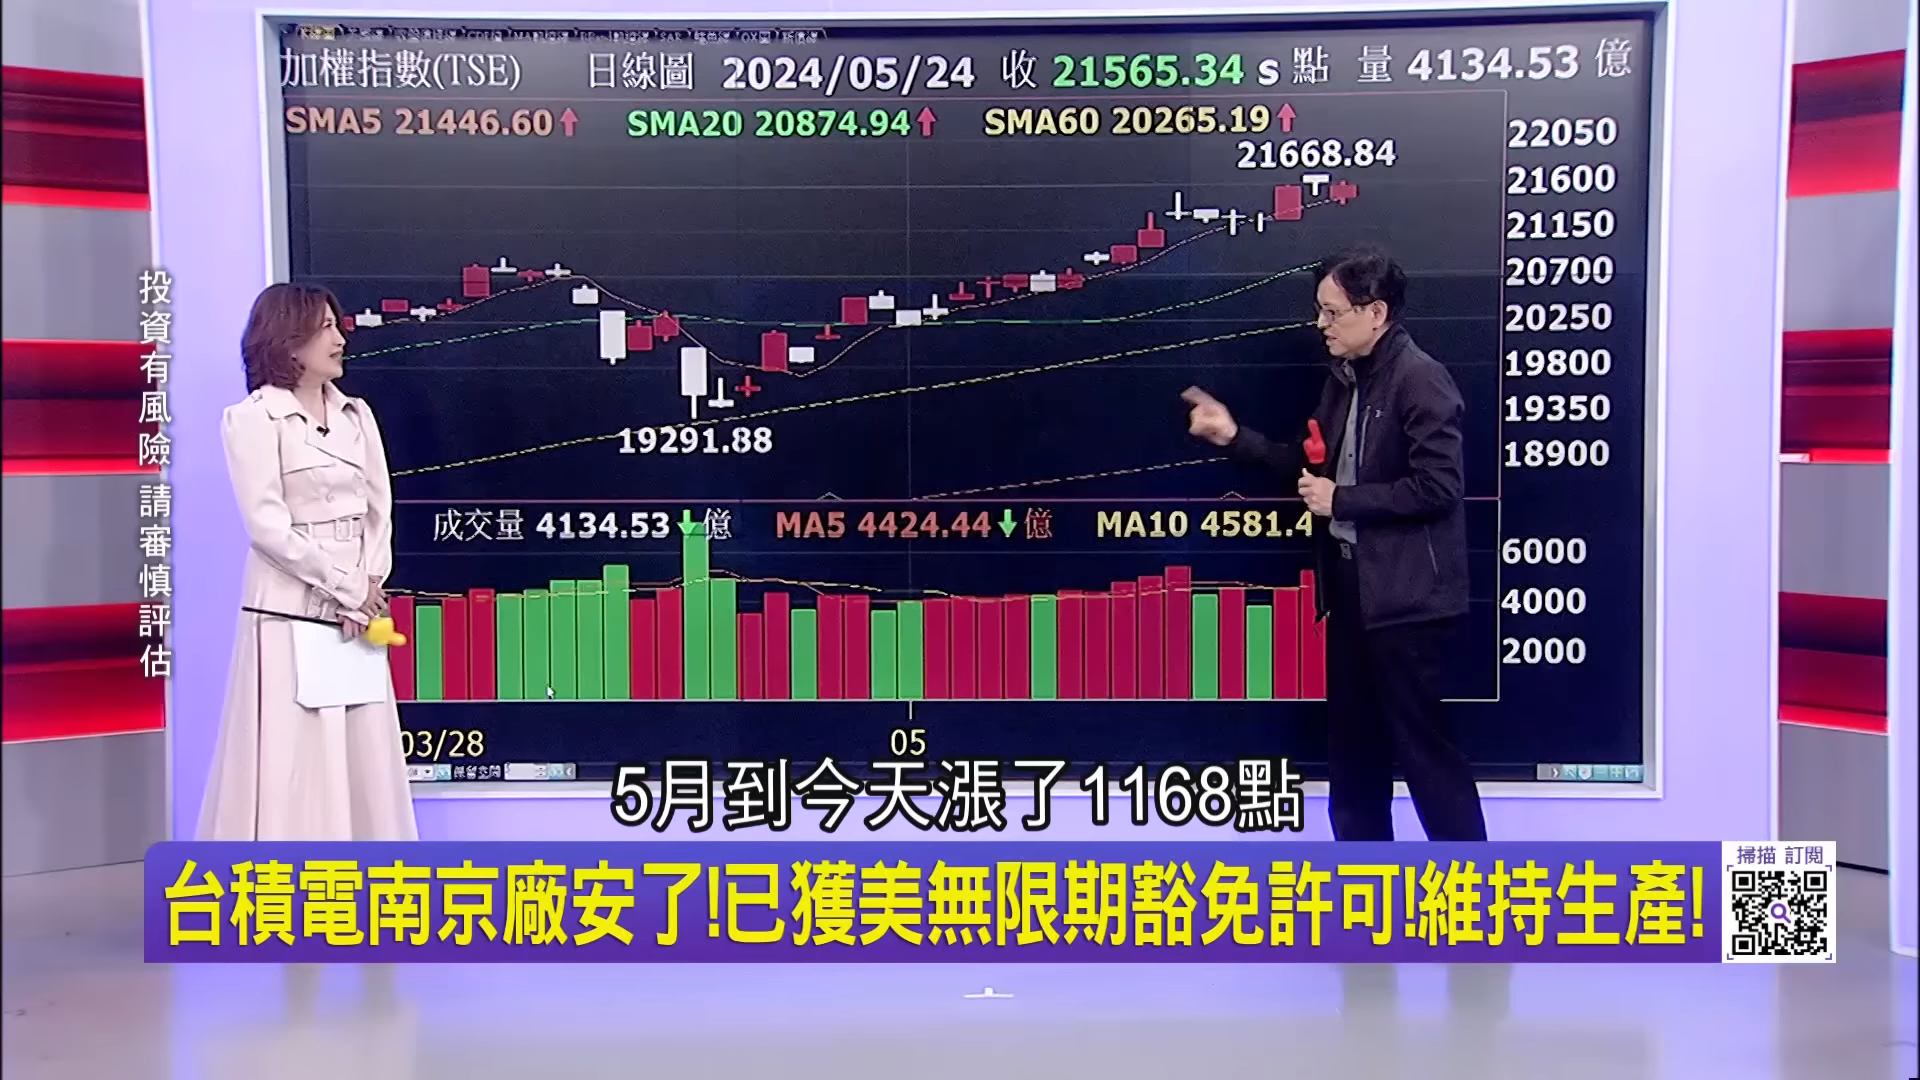 加權指數(TSE) 日線圖 2024/05/24 收 21565.34 s 點 量 4134.53 億
SMA5 21446.60↑ SMA20 20874.94↑ SMA60 20265.19↑
21668.84
22050
21600
21150
20700
20250
19800
19350
18900
19291.88
成交量 4134.53↓億 MA5 4424.44↓億 MA10 4581.4
6000
4000
2000
03/28
05
保留空間
投資有風險 請審慎評估
5月到今天漲了1168點
台積電南京廠安了!已獲美無限期豁免許可!維持生產!
掃描 訂閱